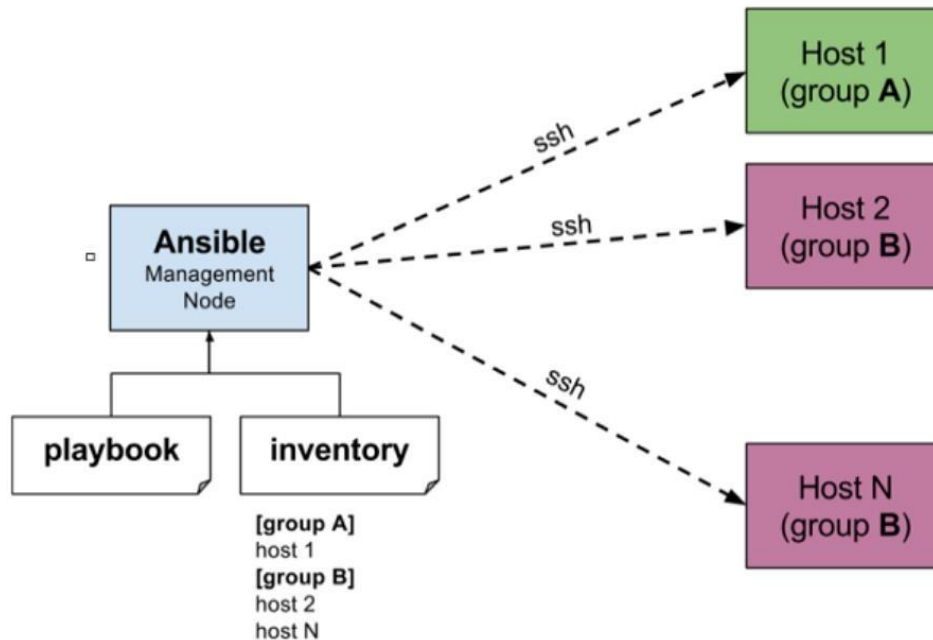 Host 1
(group A)
ssh
Host 2
(group B)
ssh
Ansible
Management
Node
ssh
playbook
inventory
Host N
(group B)
[group A]
host 1
[group B]
host 2
host N